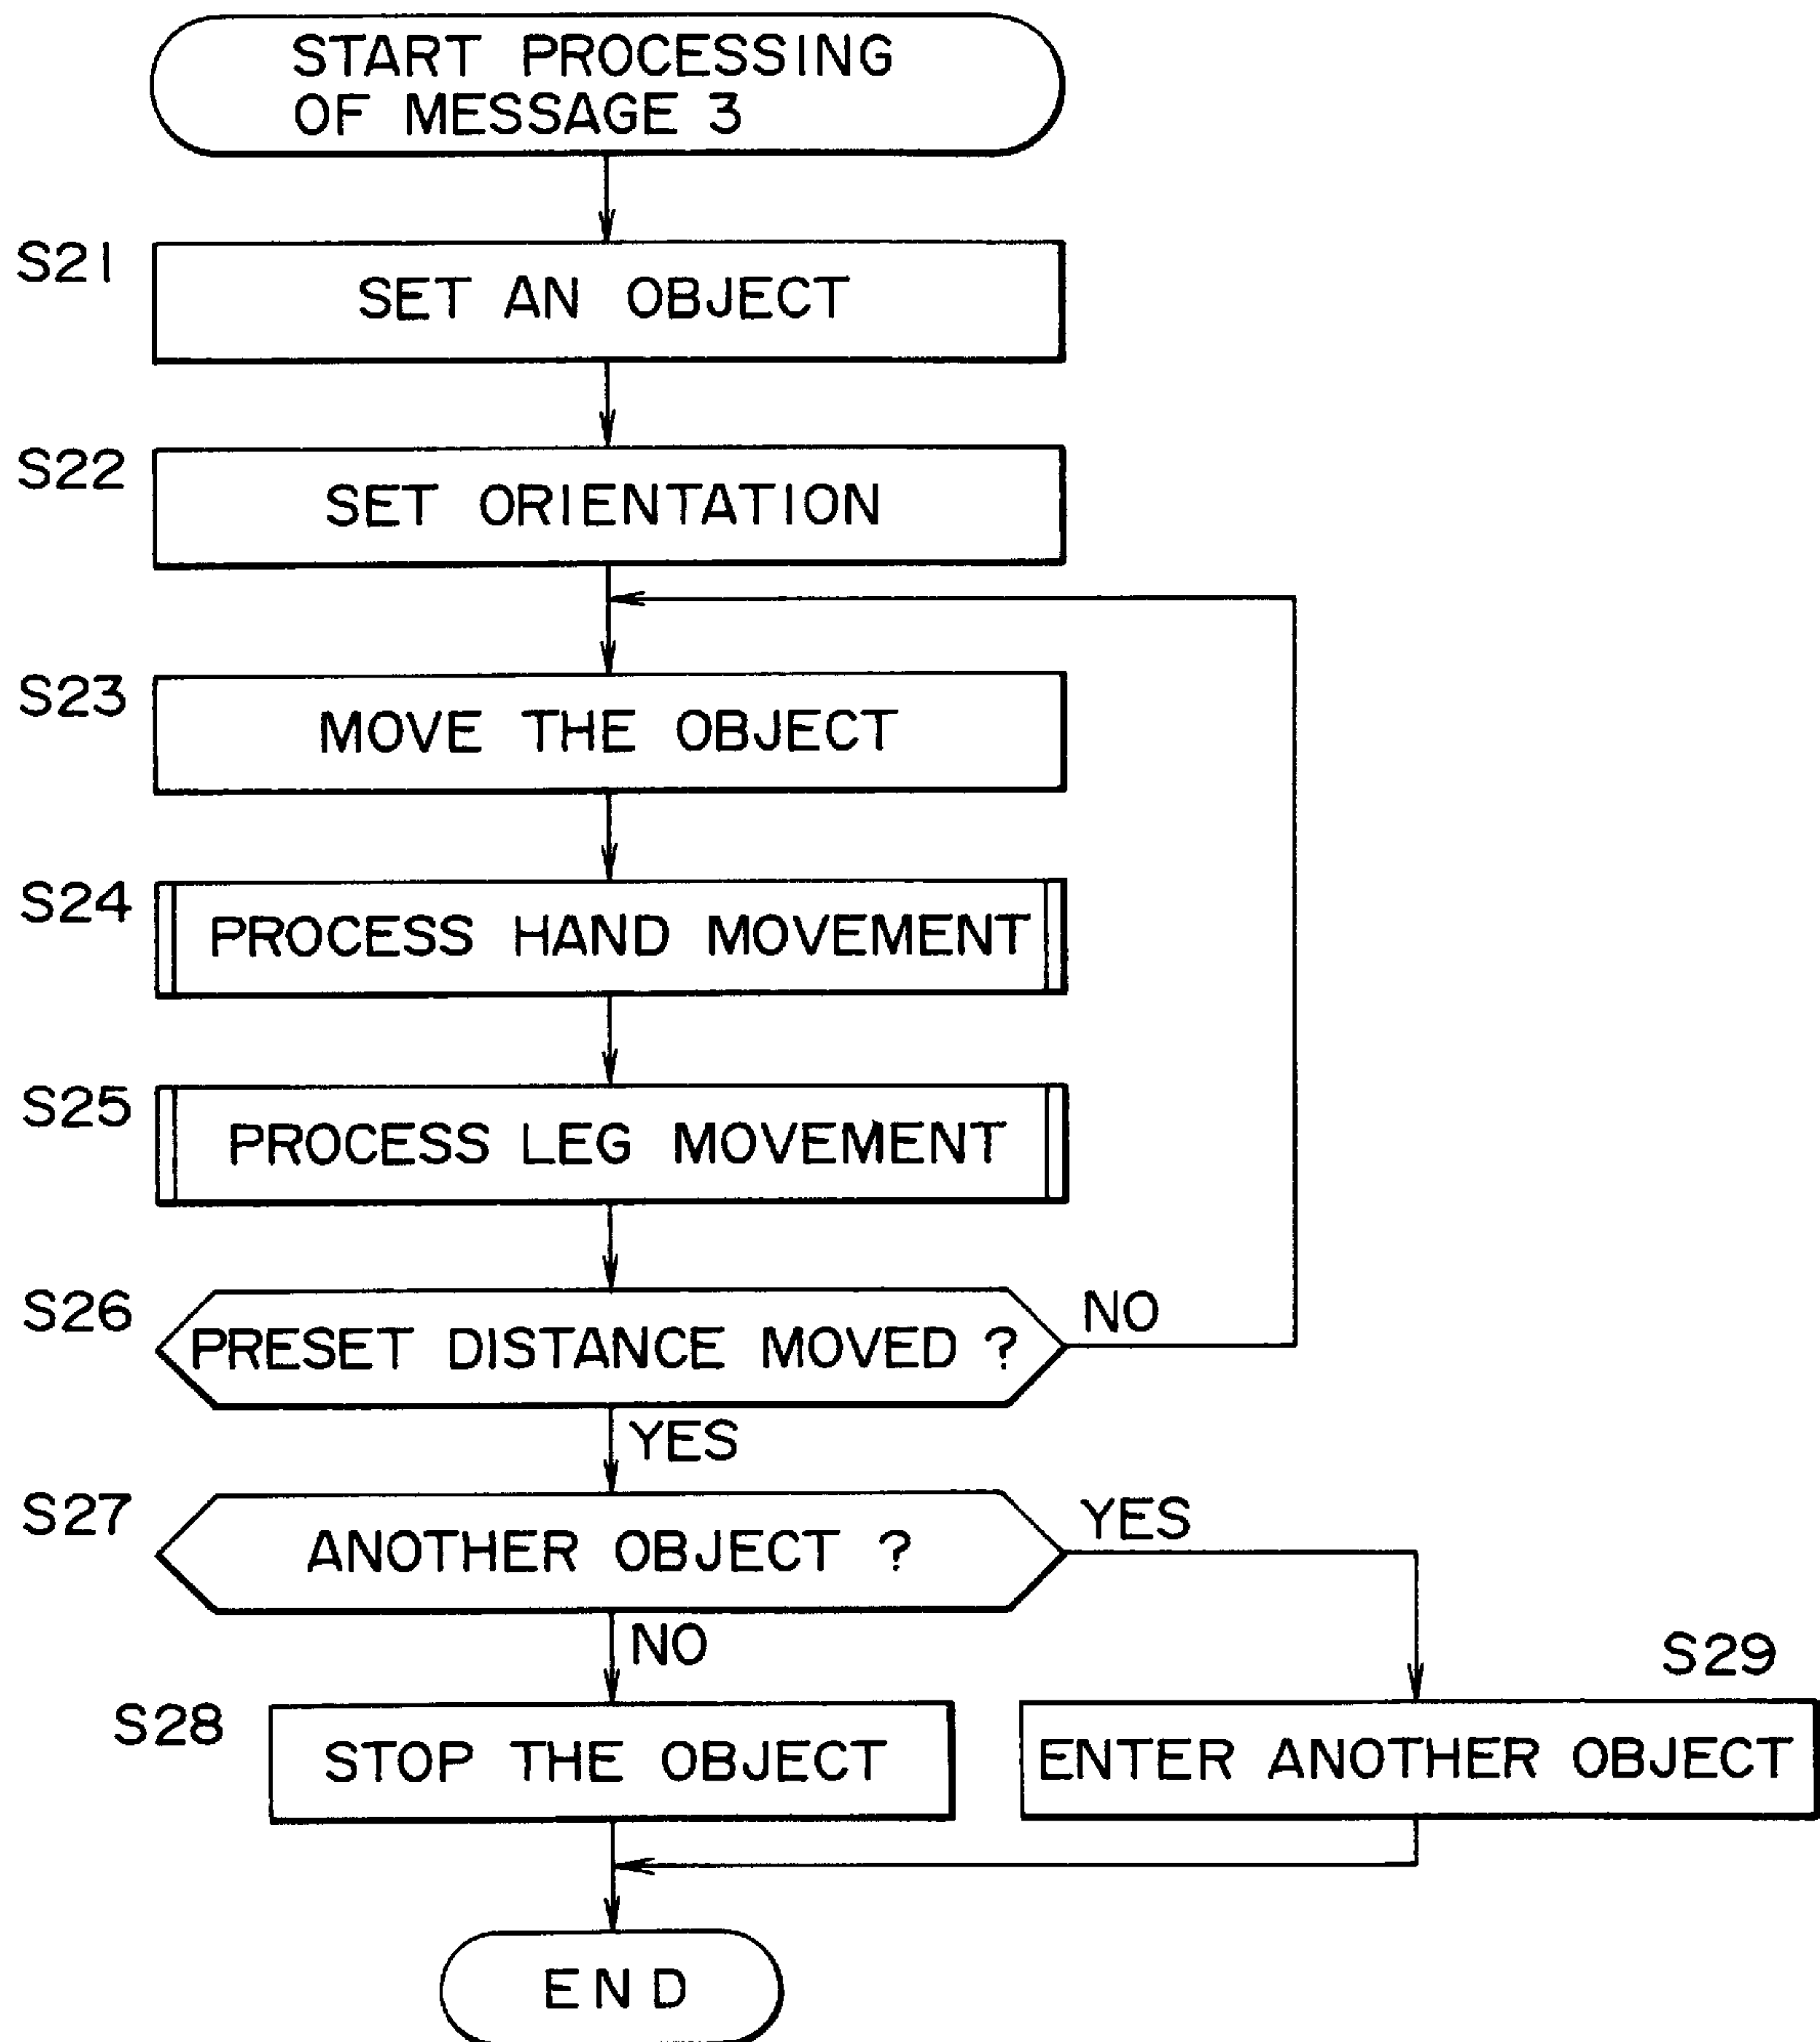 START PROCESSING
OF MESSAGE 3
S21
SET AN OBJECT
S22
SET ORIENTATION
S23
MOVE THE OBJECT
S24
PROCESS HAND MOVEMENT
S25
PROCESS LEG MOVEMENT
S26
PRESET DISTANCE MOVED ?
NO
YES
S27
ANOTHER OBJECT ?
YES
NO
S28
STOP THE OBJECT
S29
ENTER ANOTHER OBJECT
END